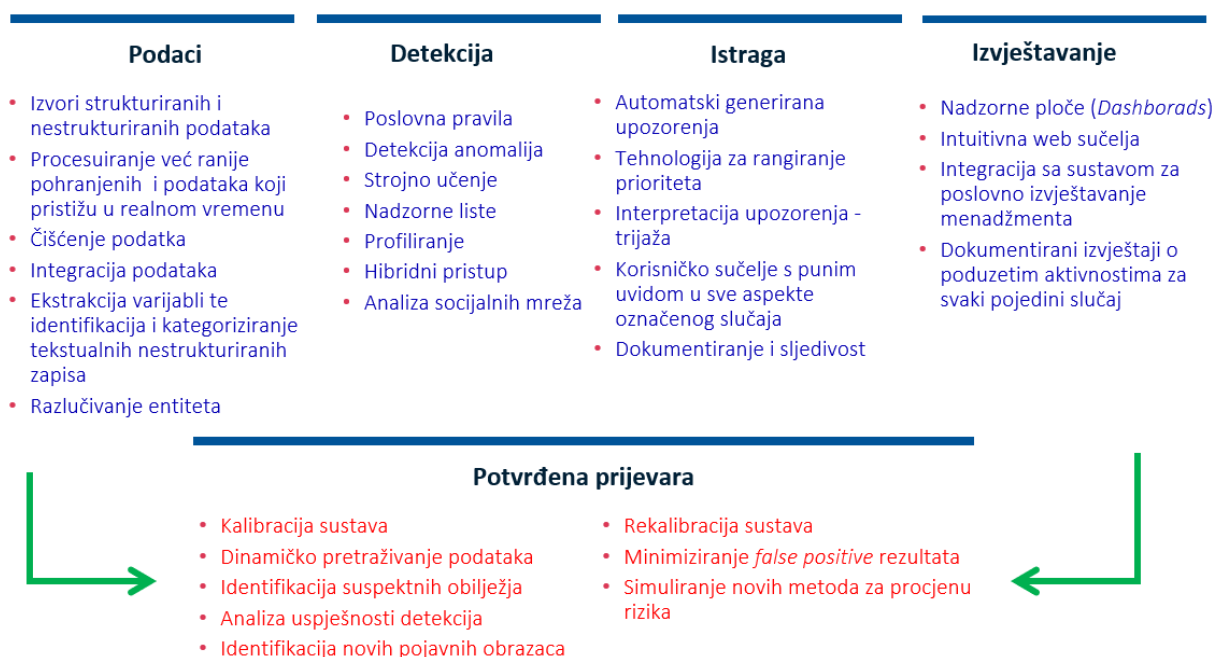 Podaci
• Izvori strukturiranih i
nestrukturiranih podataka
• Procesuiranje već ranije
pohranjenih i podataka koji
pristižu u realnom vremenu
• Čišćenje podatka
• Integracija podataka
• Ekstrakcija varijabli te
identifikacija i kategoriziranje
tekstualnih nestrukturiranih
zapisa
• Razlučivanje entiteta
Detekcija
• Poslovna pravila
• Detekcija anomalija
• Strojno učenje
• Nadzorne liste
• Profiliranje
• Hibridni pristup
• Analiza socijalnih mreža
Istraga
• Automatski generirana
upozorenja
• Tehnologija za rangiranje
prioriteta
• Interpretacija upozorenja -
trijaža
• Korisničko sučelje s punim
uvidom u sve aspekte
označenog slučaja
• Dokumentiranje i sljedivost
Izvještavanje
• Nadzorne ploče (Dashborads)
• Intuitivna web sučelja
• Integracija sa sustavom za
poslovno izvještavanje
menadžmenta
• Dokumentirani izvještaji o
poduzetim aktivnostima za
svaki pojedini slučaj
Potvrđena prijevara
• Kalibracija sustava
• Dinamičko pretraživanje podataka
• Identifikacija suspektnih obilježja
• Analiza uspješnosti detekcija
• Identifikacija novih pojavnih obrazaca
• Rekalibracija sustava
• Minimiziranje false positive rezultata
• Simuliranje novih metoda za procjenu
rizika